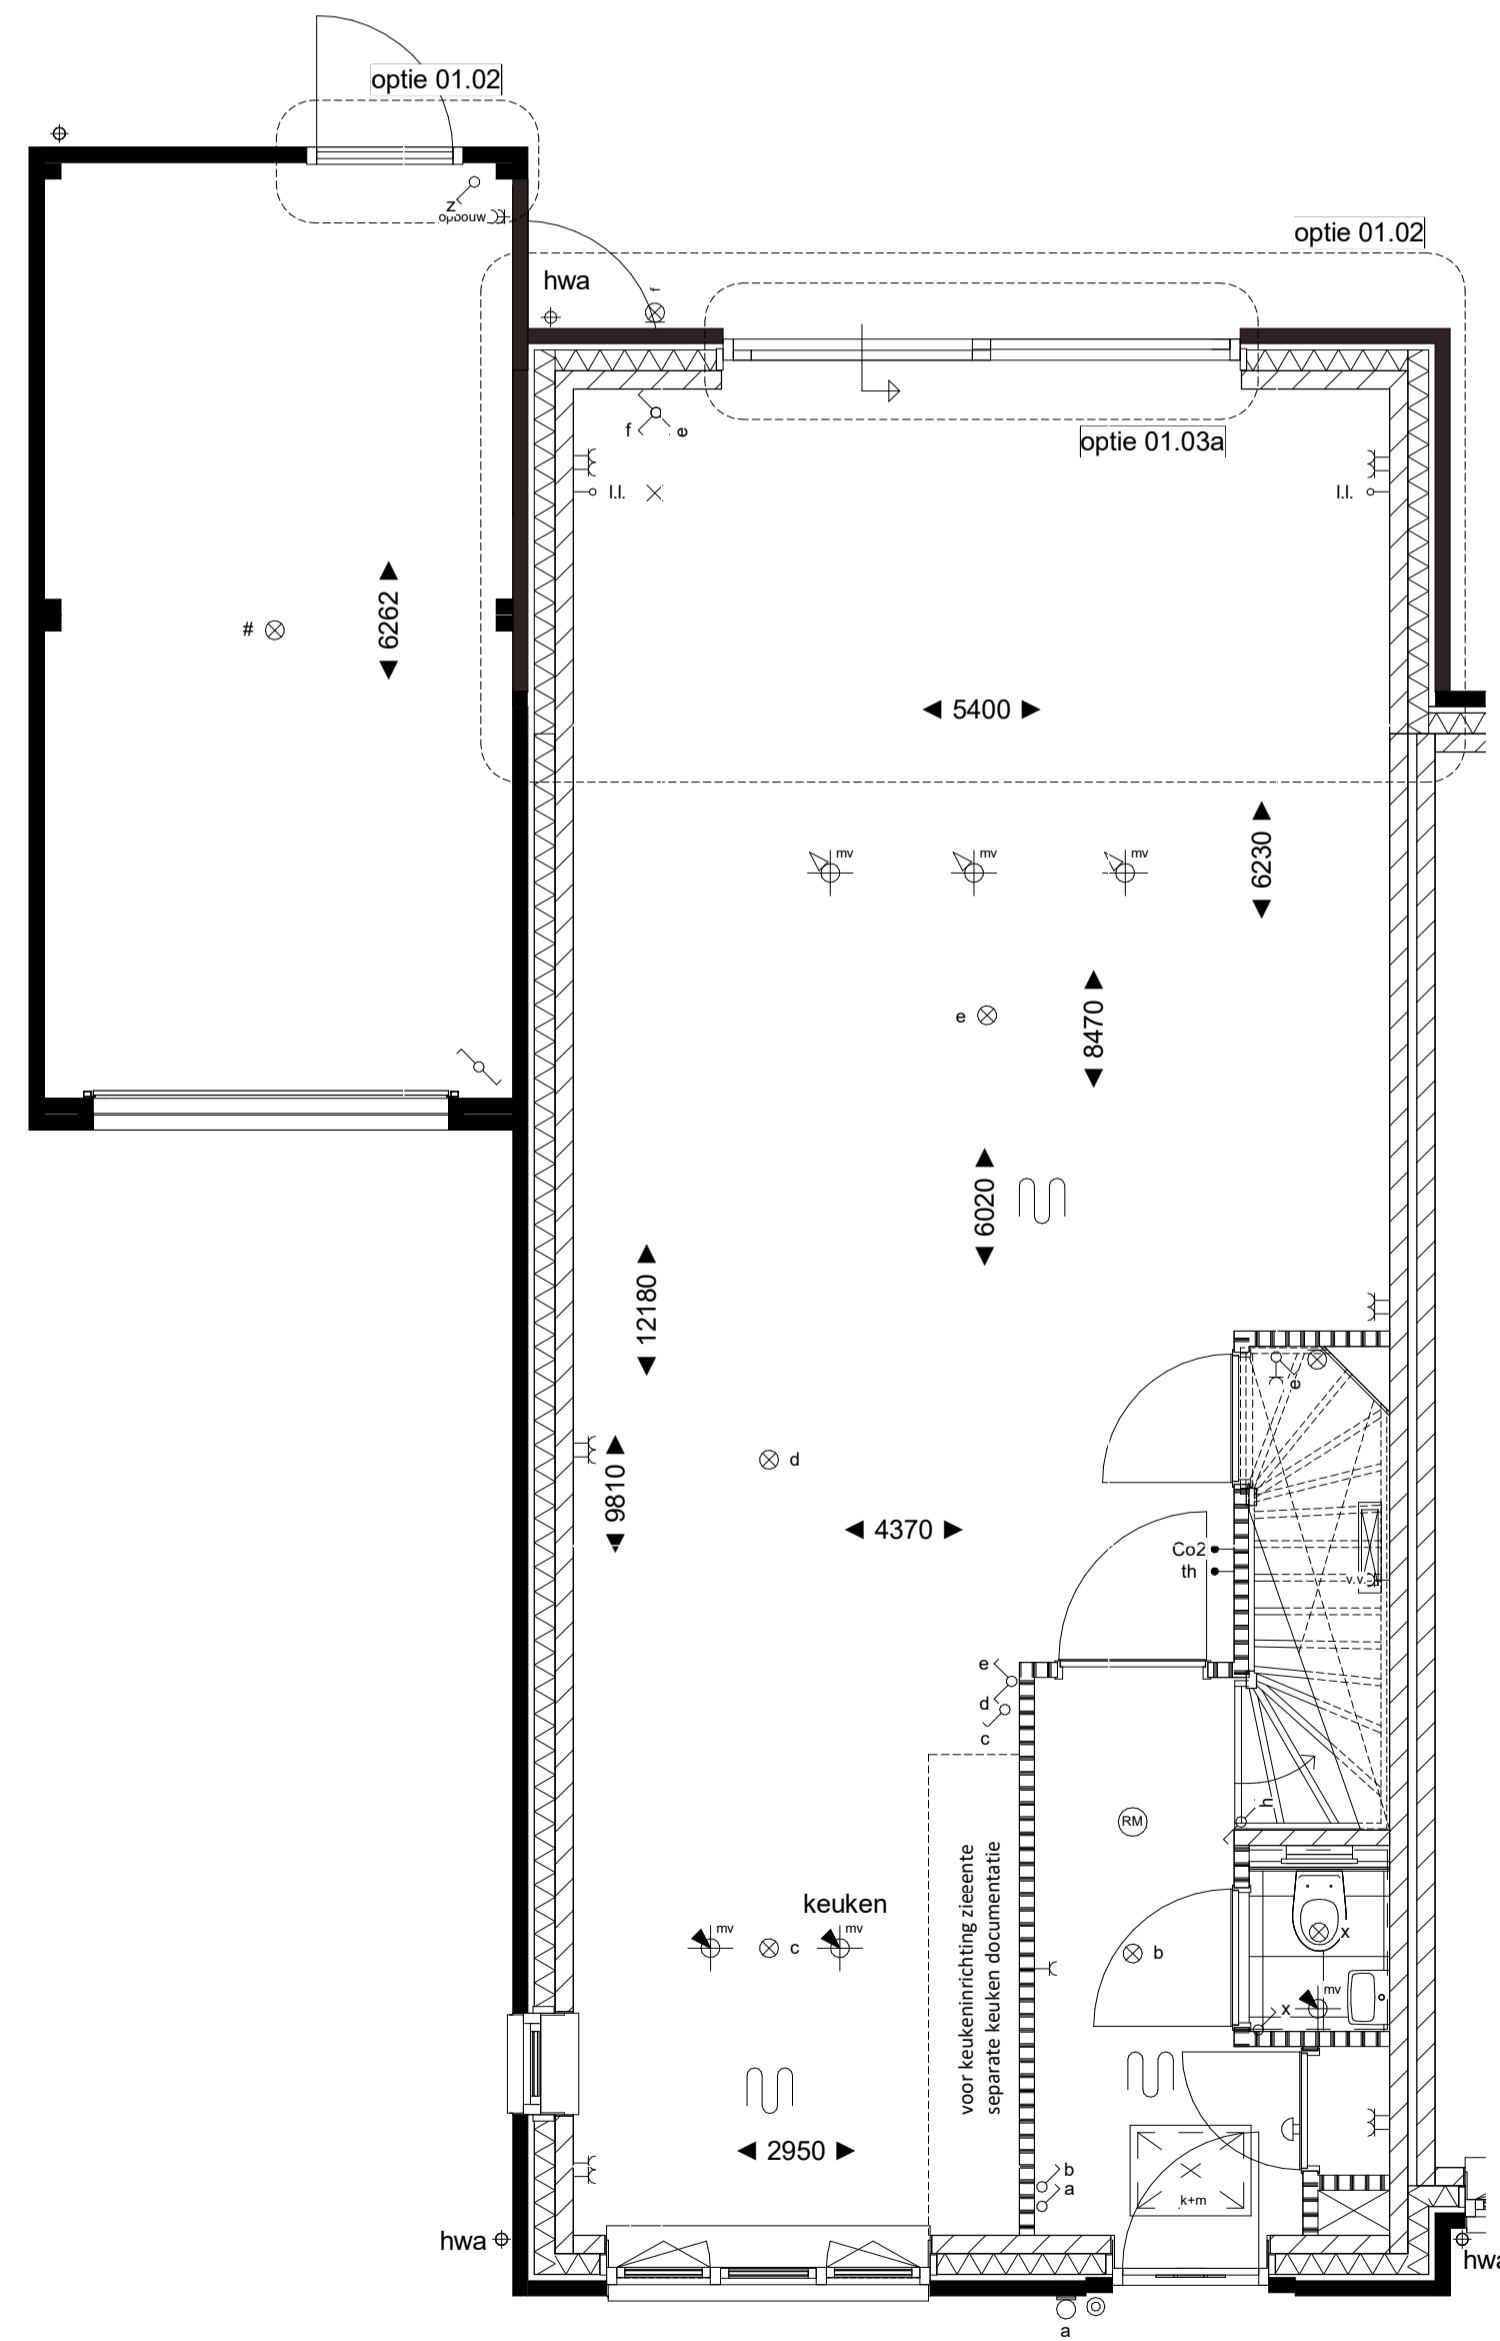 optie 01.02
z
opbouw
optie 01.02
hwa
f
f
e
optie 01.03a
l.l.
l.l.
#
6262
5400
mv
mv
mv
6230
e
8470
6020
12180
e
d
9810
4370
Co2
th
v.v.
e
d
c
h
RM
voor keukeninrichting zieeente
separate keuken documentatie
keuken
mv
mv
c
b
x
mv
x
2950
b
a
k+m
hwa
hwa
a